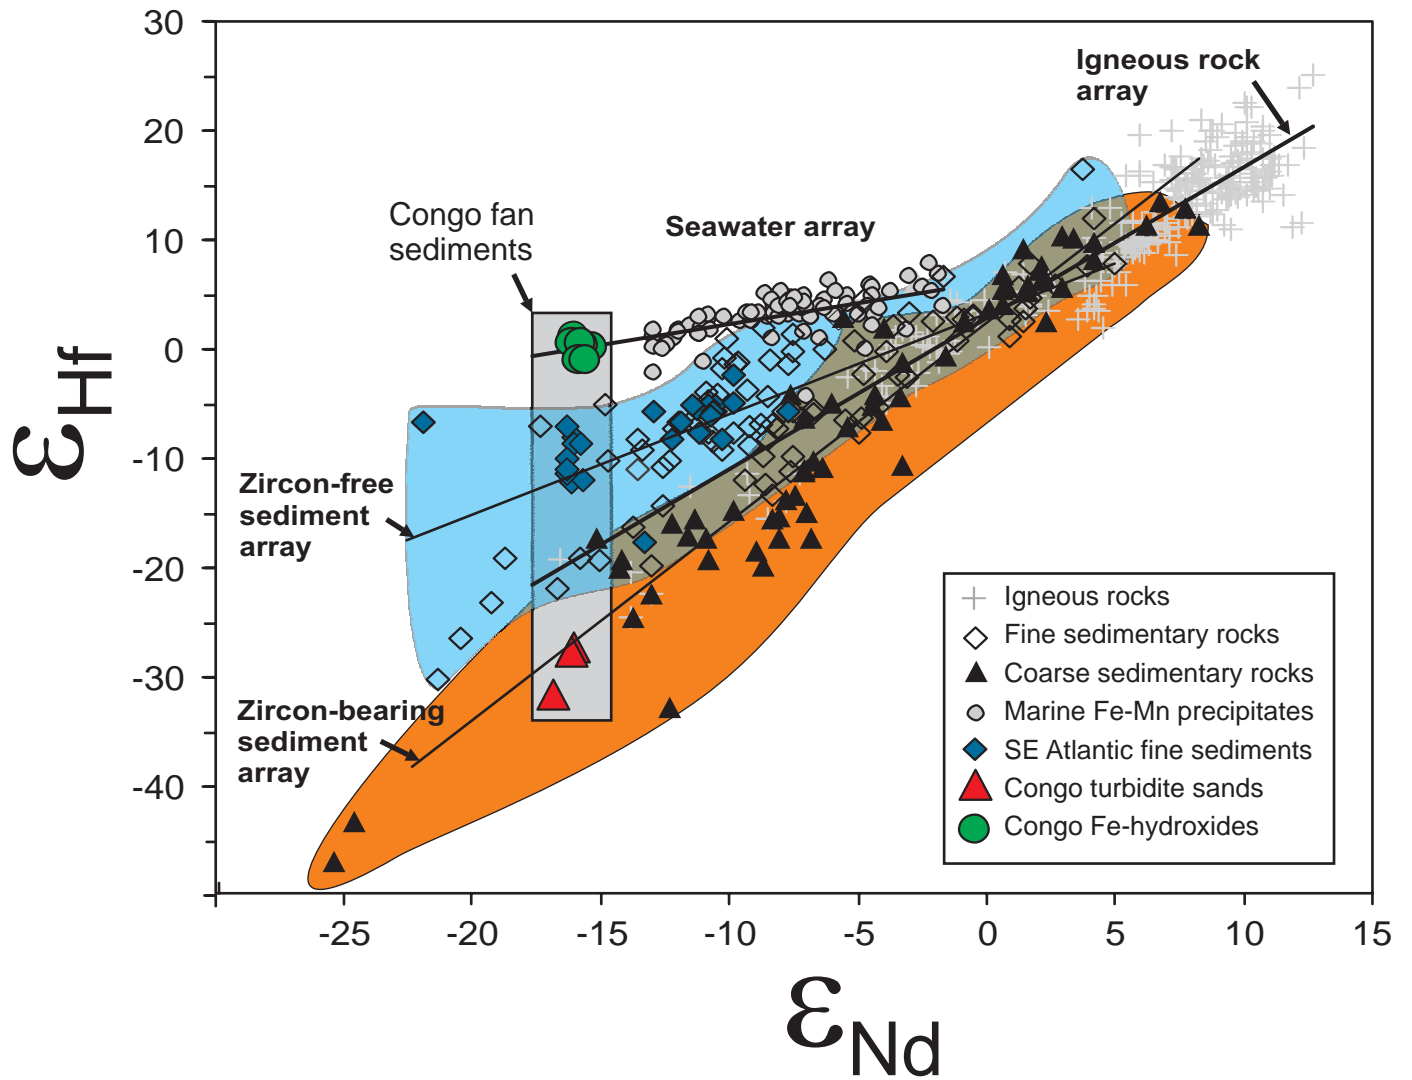 30
20
10
0
-10
-20
-30
-40
εHf
Igneous rock
array
Congo fan
sediments
Seawater array
Zircon-free
sediment
array
Zircon-bearing
sediment
array
Igneous rocks
Fine sedimentary rocks
Coarse sedimentary rocks
Marine Fe-Mn precipitates
SE Atlantic fine sediments
Congo turbidite sands
Congo Fe-hydroxides
-25 -20 -15 -10 -5 0 5 10 15
εNd